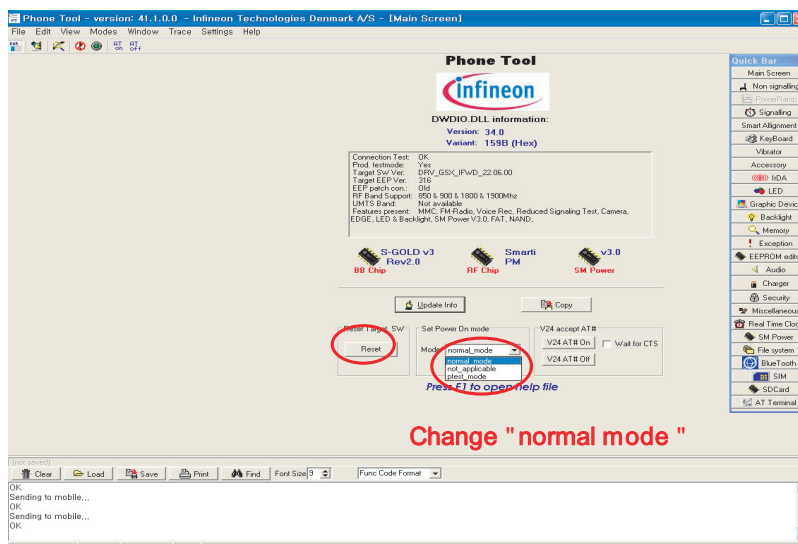 Phone Tool - version: 41.1.0.0 - Infineon Technologies Denmark A/S - [Main Screen]
File Edit View Modes Window Trace Settings Help
AT on AT off
Phone Tool
infineon
DWDIO.DLL information:
Version: 34.0
Variant: 159B (Hex)
Connection Test: OK
Prod. testmode: Yes
Target SW Ver: DRV_GSX_IFWD_22.06.00
Target EEP Ver: 316
EEP patch con.: Old
RF Band Support: 850 & 900 & 1800 & 1900Mhz
UMTS Band: Not available
Features present: MMC, FM-Radio, Voice Rec, Reduced Signaling Test, Camera,
EDGE, LED & Backlight, SM Power V3.0, FAT, NAND,
S-GOLD v3
Rev2.0
BB Chip
Smarti
PM
RF Chip
v3.0
SM Power
Update Info
Copy
Reset Target SW
Reset
Set Power On mode
Mode normal_mode
normal_mode
not_applicable
ptest_mode
V24 accept AT#
V24 AT# On
Wait for CTS
V24 AT# Off
Press F1 to open help file
Change "normal mode"
Quick Bar
Main Screen
Non signalling
PowerRamp
Signalling
Smart Allignment
KeyBoard
Vibrator
Accessory
IrDA
LED
Graphic Devic
Backlight
Memory
Exception
EEPROM edito
Audio
Charger
Security
Miscellaneous
Real Time Cloc
SM Power
File system
BlueTooth
SIM
SDCard
AT Terminal
[not saved]
Clear Load Save Print Find Font Size 9 Func Code Format
OK
Sending to mobile,,,
OK
Sending to mobile,,,
OK